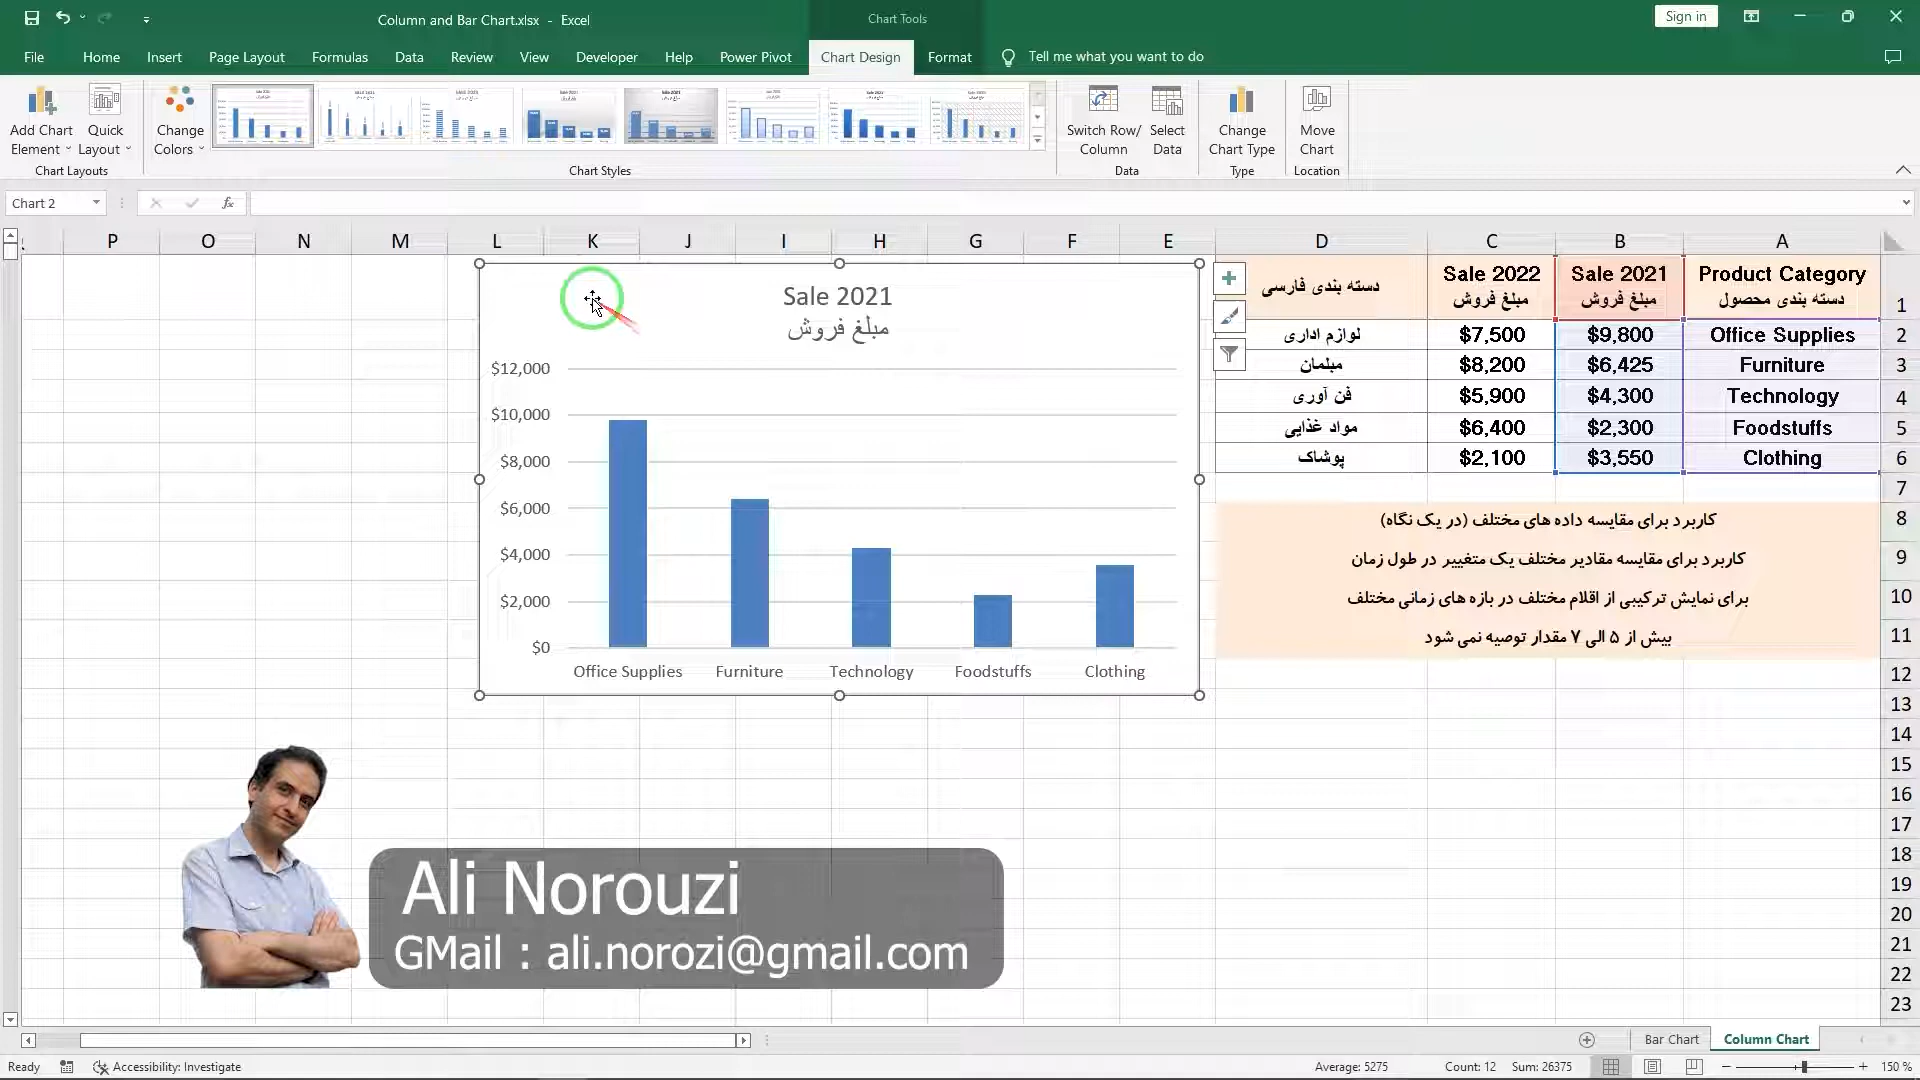 Column and Bar Chart.xlsx - Excel
Chart Tools
Sign in
File Home Insert Page Layout Formulas Data Review View Developer Help Power Pivot Chart Design Format Tell me what you want to do
Add Chart Element
Quick Layout
Change Colors
Switch Row/ Column
Select Data
Change Chart Type
Move Chart
Chart Layouts
Chart Styles
Data
Type
Location
Chart 2
fx
P O N M L K J I H G F E D C B A
Sale 2021
مبلغ فروش
$12,000
$10,000
$8,000
$6,000
$4,000
$2,000
$0
Office Supplies Furniture Technology Foodstuffs Clothing
دسته بندی فارسی
Sale 2022
مبلغ فروش
Sale 2021
مبلغ فروش
Product Category
دسته بندی محصول
1
لوازم اداری $7,500 $9,800 Office Supplies 2
مبلمان $8,200 $6,425 Furniture 3
فن آوری $5,900 $4,300 Technology 4
مواد غذایی $6,400 $2,300 Foodstuffs 5
پوشاک $2,100 $3,550 Clothing 6
7
کاربرد برای مقایسه داده های مختلف (در یک نگاه)
8
کاربرد برای مقایسه مقادیر مختلف یک متغییر در طول زمان
9
برای نمایش ترکیبی از اقلام مختلف در بازه های زمانی مختلف
10
بیش از ۵ الی ۷ مقدار توصیه نمی شود
11
12
13
14
15
16
17
18
19
20
21
22
23
Ali Norouzi
GMail : ali.norozi@gmail.com
Bar Chart Column Chart
Ready Accessibility: Investigate Average: 5275 Count: 12 Sum: 26375 150 %